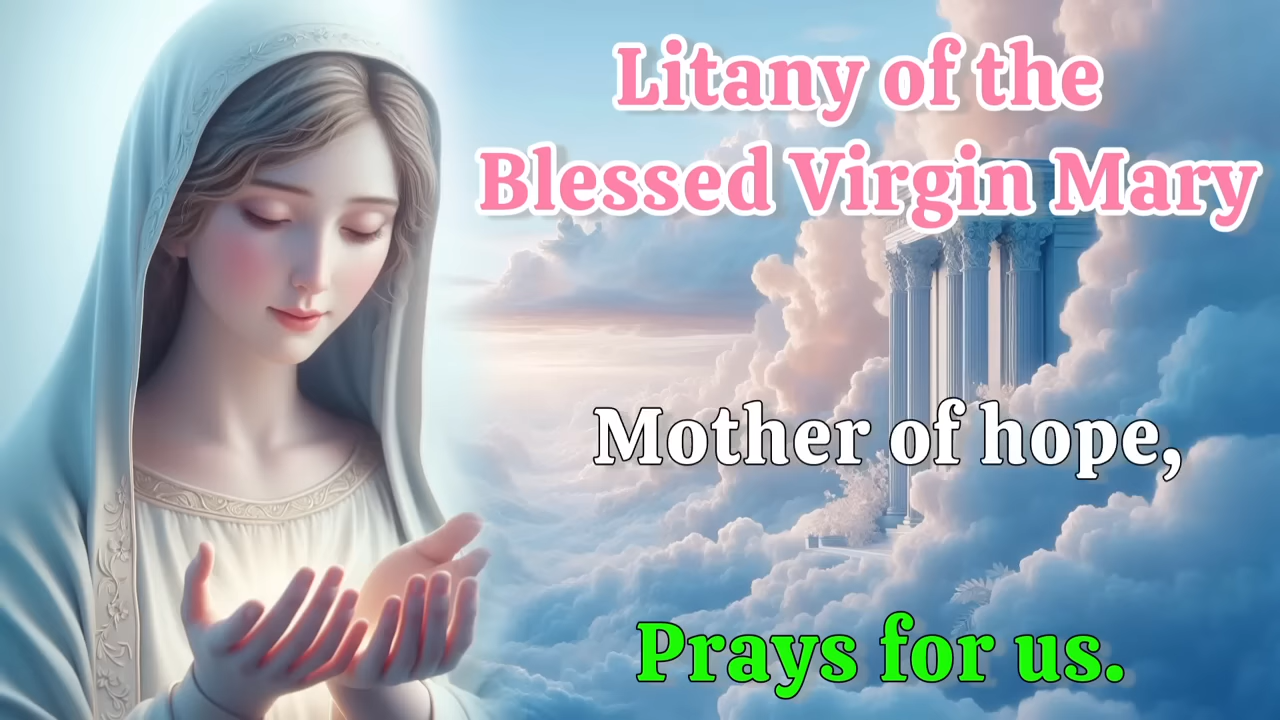 Litany of the
Blessed Virgin Mary
Mother of hope,
Prays for us.